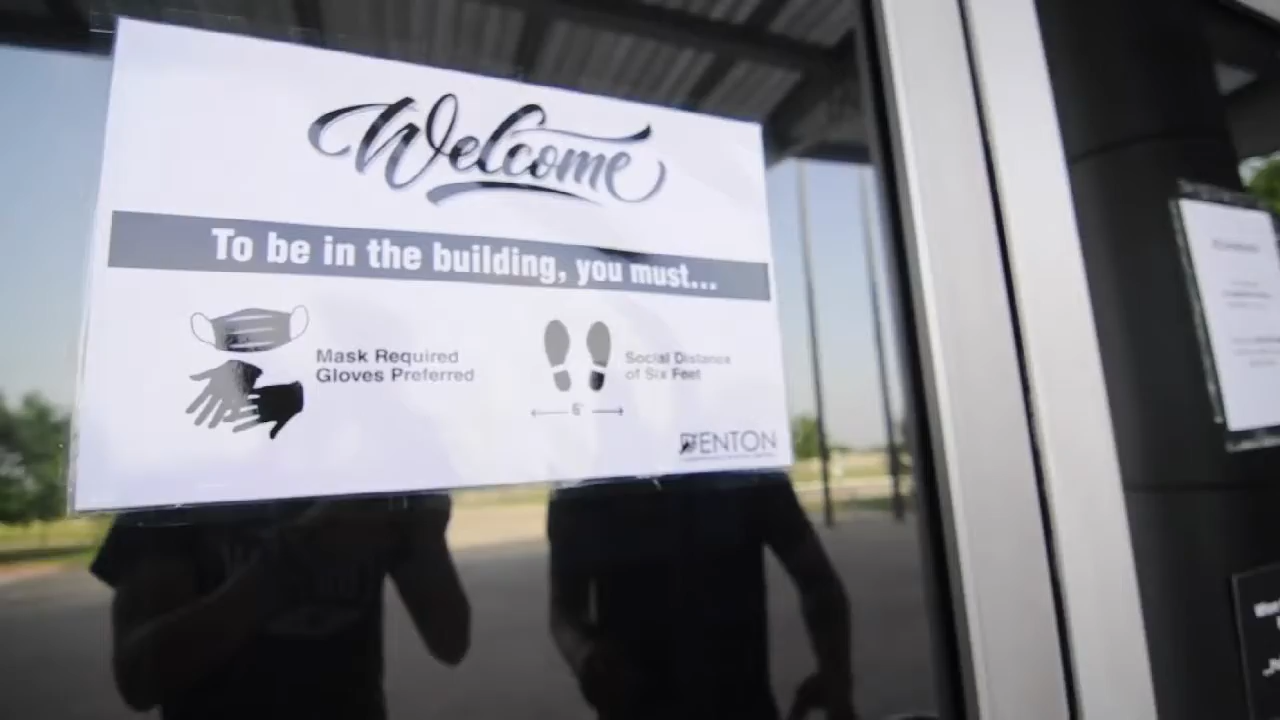 Welcome
To be in the building, you must...
Mask Required
Gloves Preferred
Social Distance
of Six Feet
6'
DENTON